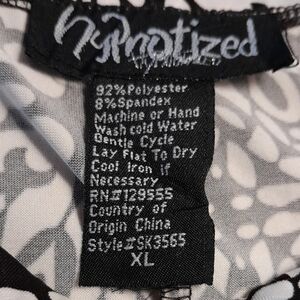 hypnotized
92%Polyester
8%Spandex
Machine or Hand
Wash cold Water
Gentle Cycle
Lay Flat To Dry
Cool Iron if
Necessary
RN#129555
Country of
Origin China
Style#SK3565
XL